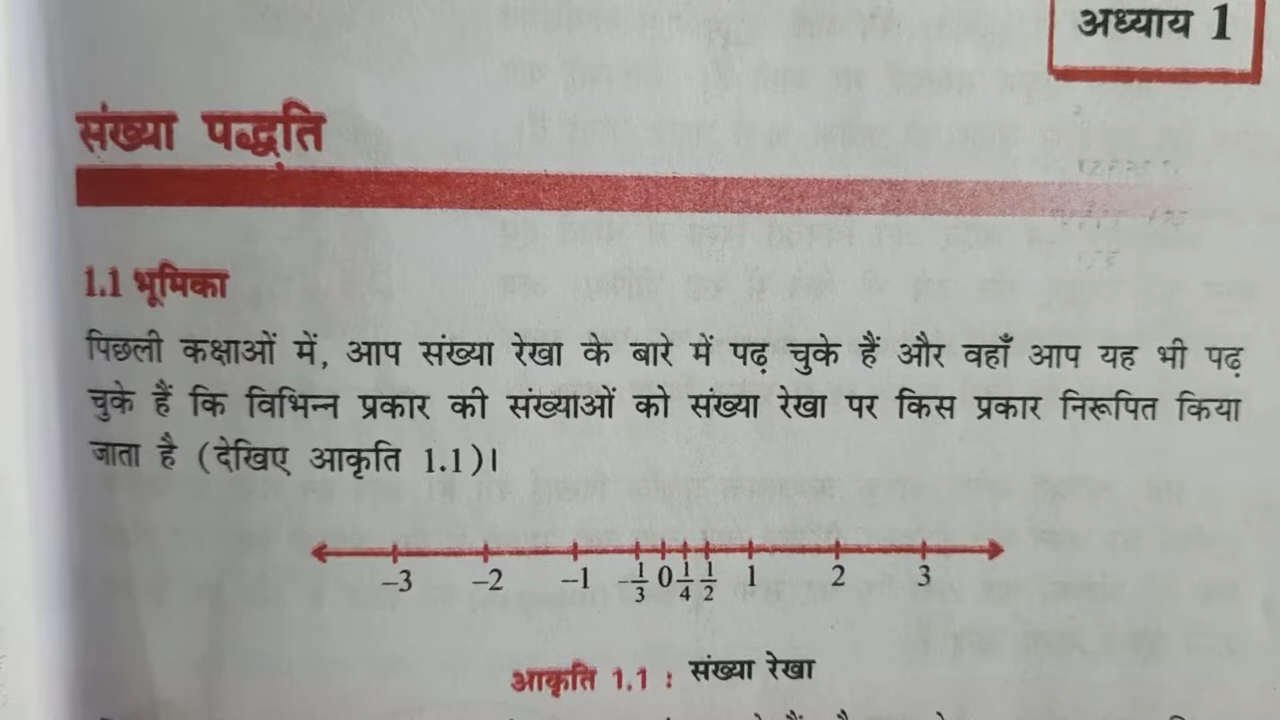 अध्याय 1
संख्या पद्धति
1.1 भूमिका
पिछली कक्षाओं में, आप संख्या रेखा के बारे में पढ़ चुके हैं और वहाँ आप यह भी पढ़
चुके हैं कि विभिन्न प्रकार की संख्याओं को संख्या रेखा पर किस प्रकार निरूपित किया
जाता है (देखिए आकृति 1.1)।
–3 –2 –1 –1/3 0 1/4 1/2 1 2 3
आकृति 1.1 : संख्या रेखा